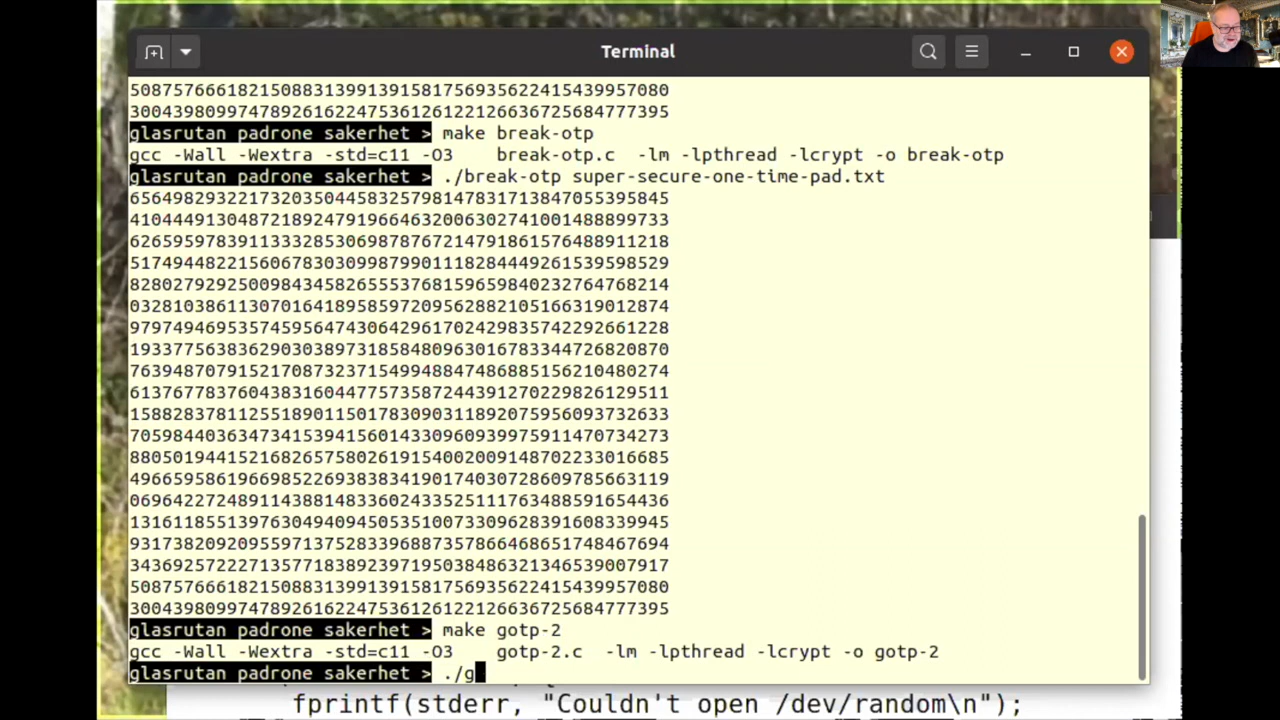 Terminal
50875766618215088313991391581756935622415439957080
30043980997478926162247536126122126636725684777395
glasrutan padrone sakerhet > make break-otp
gcc -Wall -Wextra -std=c11 -O3    break-otp.c  -lm -lpthread -lcrypt -o break-otp
glasrutan padrone sakerhet > ./break-otp super-secure-one-time-pad.txt
65649829322173203504458325798147831713847055395845
41044491304872189247919664632006302741001488899733
62659597839113332853069878767214791861576488911218
51749448221560678303099879901118284449261539598529
82802792925009843458265553768159659840232764768214
03281038611307016418958597209562882105166319012874
97974946953574595647430642961702429835742292661228
19337756383629030389731858480963016783344726820870
76394870791521708732371549948847486885156210480274
61376778376043831604477573587244391270229826129511
15882837811255189011501783090311892075956093732633
70598440363473415394156014330960939975911470734273
88050194415216826575802619154002009148702233016685
49665958619669852269383834190174030728609785663119
06964227248911438814833602433525111763488591654436
13161185513976304940945053510073309628391608339945
93173820920955971375283396887357866468651748467694
34369257222713577183892397195038486321346539007917
50875766618215088313991391581756935622415439957080
30043980997478926162247536126122126636725684777395
glasrutan padrone sakerhet > make gotp-2
gcc -Wall -Wextra -std=c11 -O3    gotp-2.c  -lm -lpthread -lcrypt -o gotp-2
glasrutan padrone sakerhet > ./g
fprintf(stderr, "Couldn't open /dev/random\n");